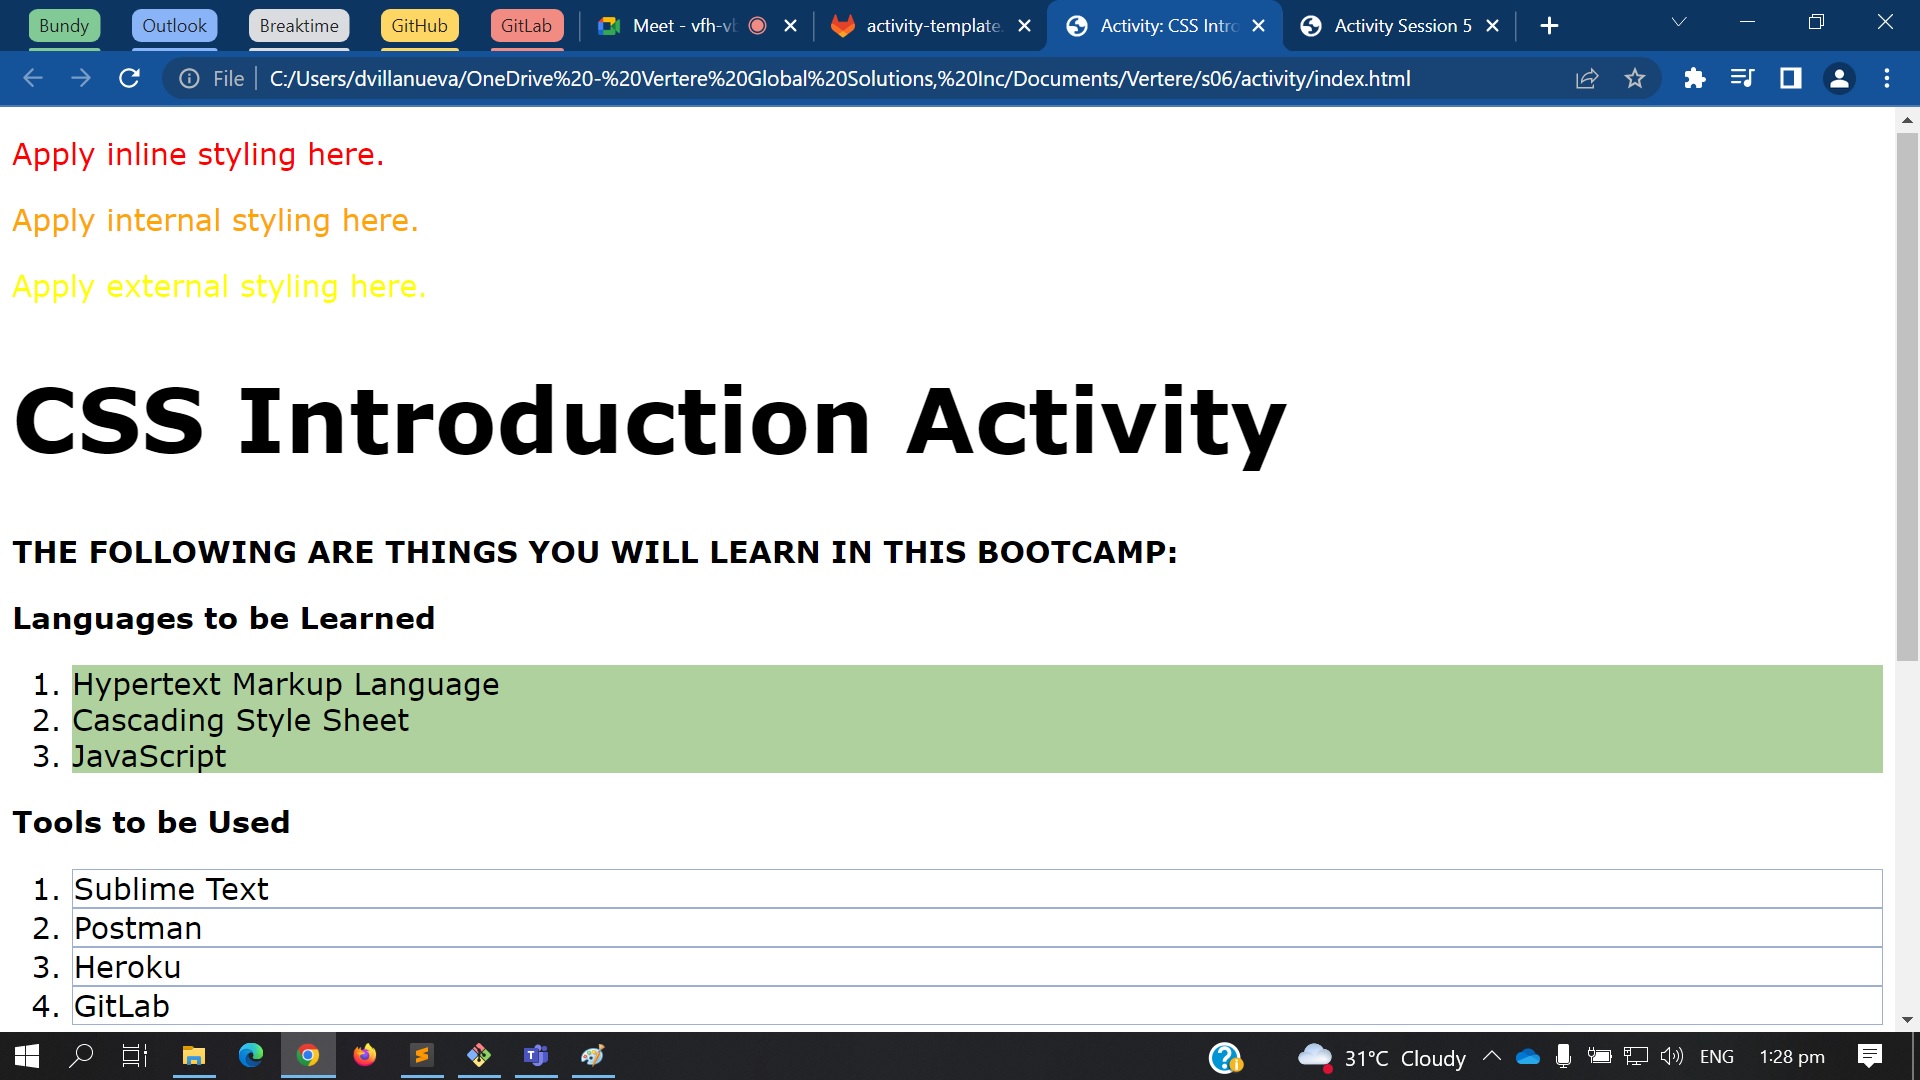 Bundy Outlook Breaktime GitHub GitLab Meet - vfh-vb activity-template. Activity: CSS Intro Activity Session 5
File C:/Users/dvillanueva/OneDrive%20-%20Vertere%20Global%20Solutions,%20Inc/Documents/Vertere/s06/activity/index.html
Apply inline styling here.
Apply internal styling here.
Apply external styling here.
CSS Introduction Activity
THE FOLLOWING ARE THINGS YOU WILL LEARN IN THIS BOOTCAMP:
Languages to be Learned
1. Hypertext Markup Language
2. Cascading Style Sheet
3. JavaScript
Tools to be Used
1. Sublime Text
2. Postman
3. Heroku
4. GitLab
31°C Cloudy ENG 1:28 pm